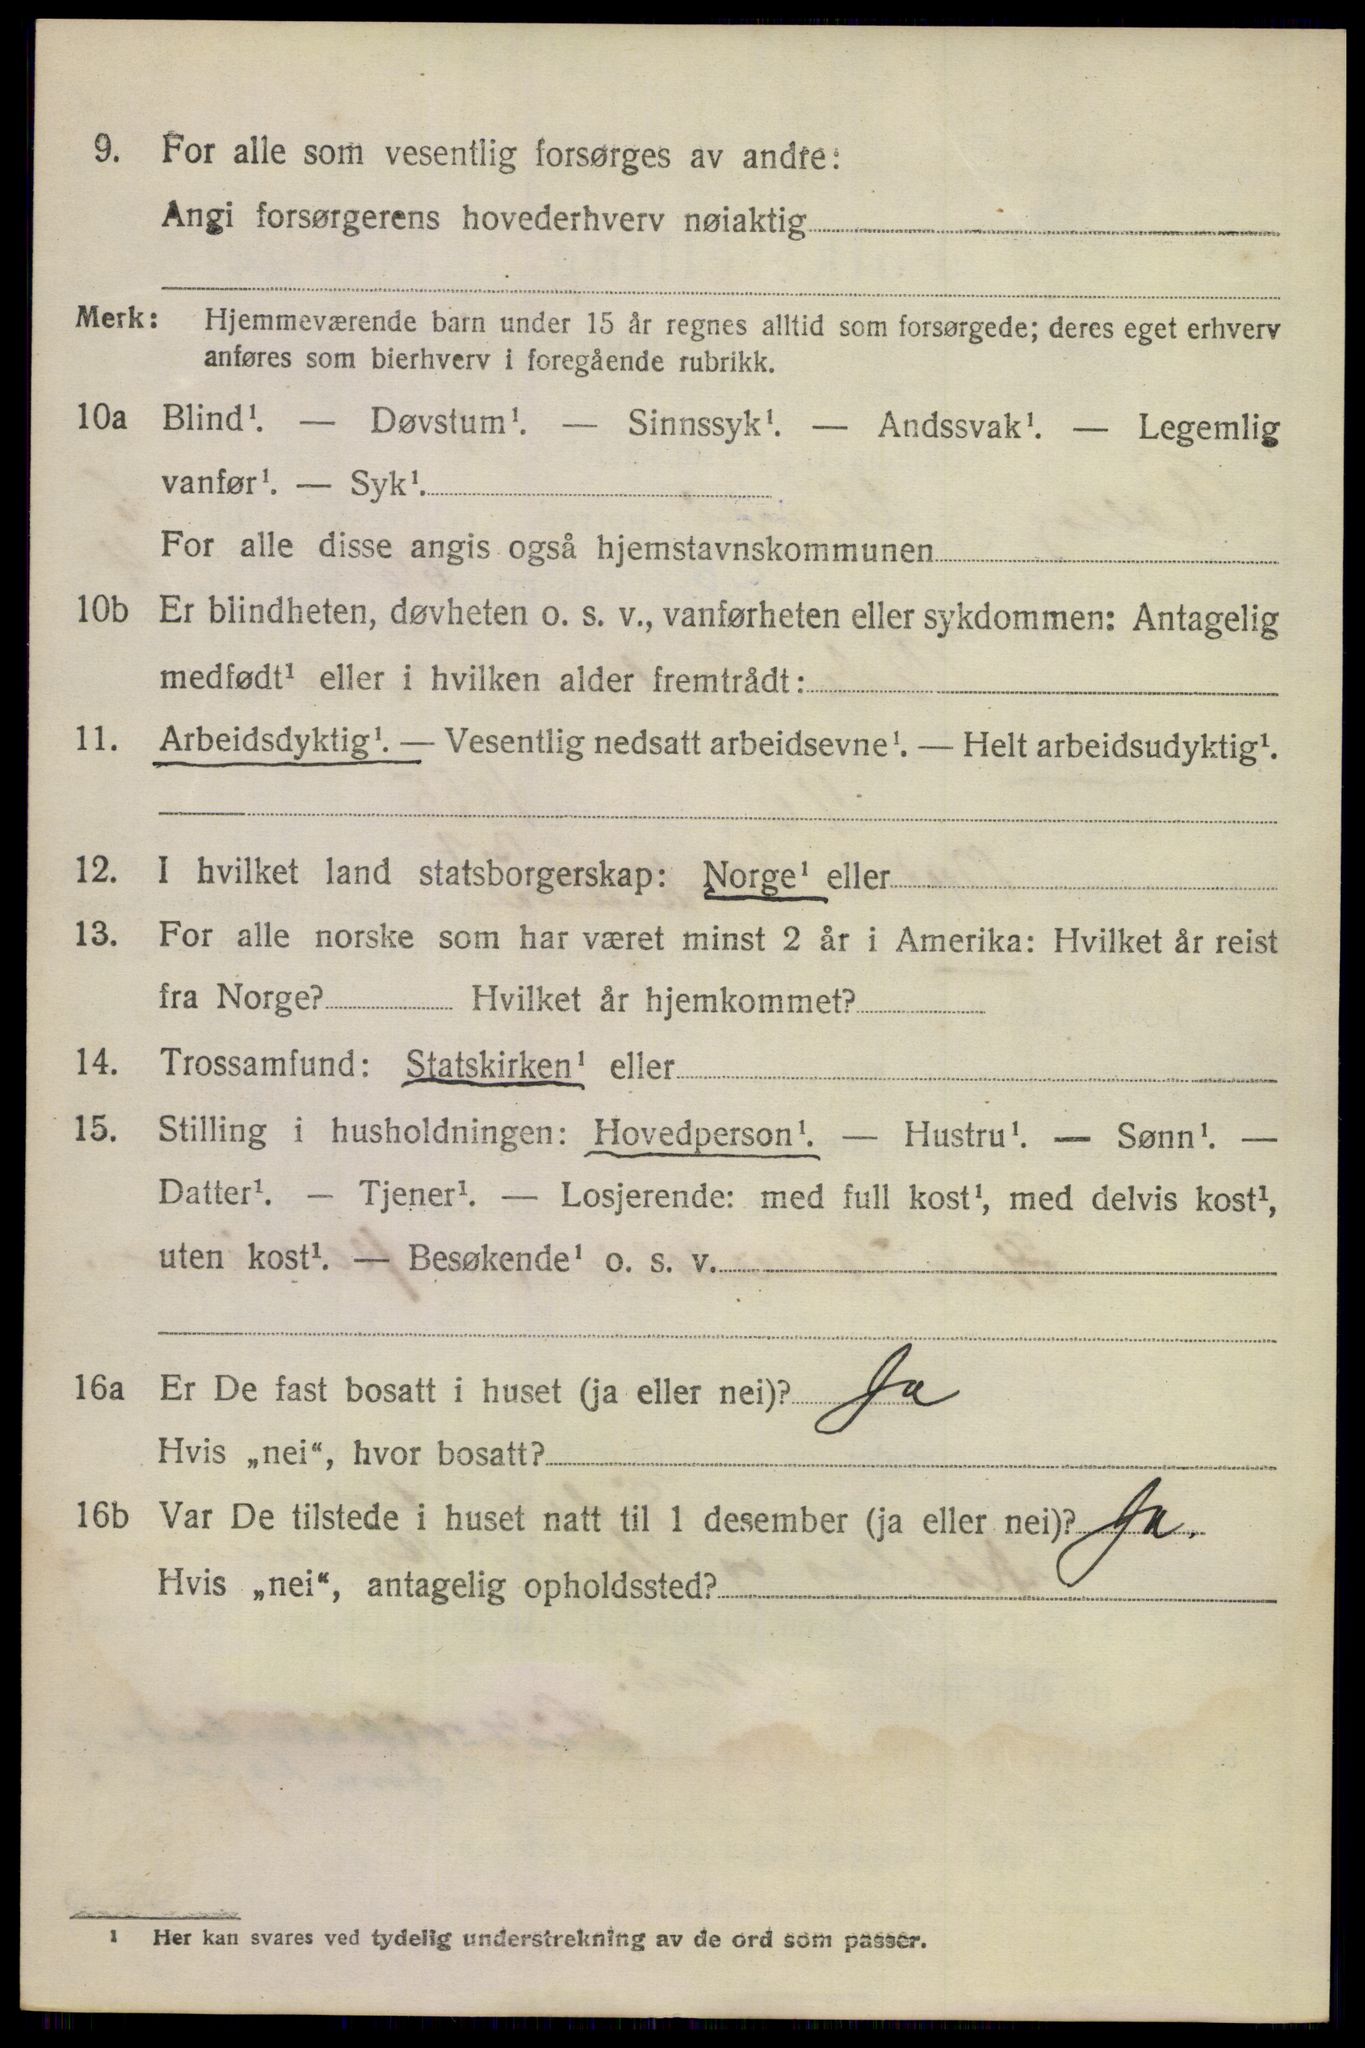 9. For alle som vesentlig forsørges av andre:
Angi forsørgerens hovederhverv nøiaktig
Merk: Hjemmeværende barn under 15 år regnes alltid som forsørgede; deres eget erhverv
anføres som bierhverv i foregående rubrikk.
10a Blind¹. — Døvstum¹. — Sinnssyk¹. — Andssvak¹. — Legemlig
vanfør¹. — Syk¹.
For alle disse angis også hjemstavnskommunen
10b Er blindheten, døvheten o. s. v., vanførheten eller sykdommen: Antagelig
medfødt¹ eller i hvilken alder fremtrådt:
11. Arbeidsdyktig¹. — Vesentlig nedsatt arbeidsevne¹. — Helt arbeidsudyktig¹.
12. I hvilket land statsborgerskap: Norge¹ eller
13. For alle norske som har været minst 2 år i Amerika: Hvilket år reist
fra Norge? Hvilket år hjemkommet?
14. Trossamfund: Statskirken¹ eller
15. Stilling i husholdningen: Hovedperson¹. — Hustru¹. — Sønn¹. —
Datter¹. — Tjener¹. — Losjerende: med full kost¹, med delvis kost¹,
uten kost¹. — Besøkende¹ o. s. v.
16a Er De fast bosatt i huset (ja eller nei)? Ja
Hvis „nei“, hvor bosatt?
16b Var De tilstede i huset natt til 1 desember (ja eller nei)? Ja.
Hvis „nei“, antagelig opholdssted?
1 Her kan svares ved tydelig understrekning av de ord som passer.